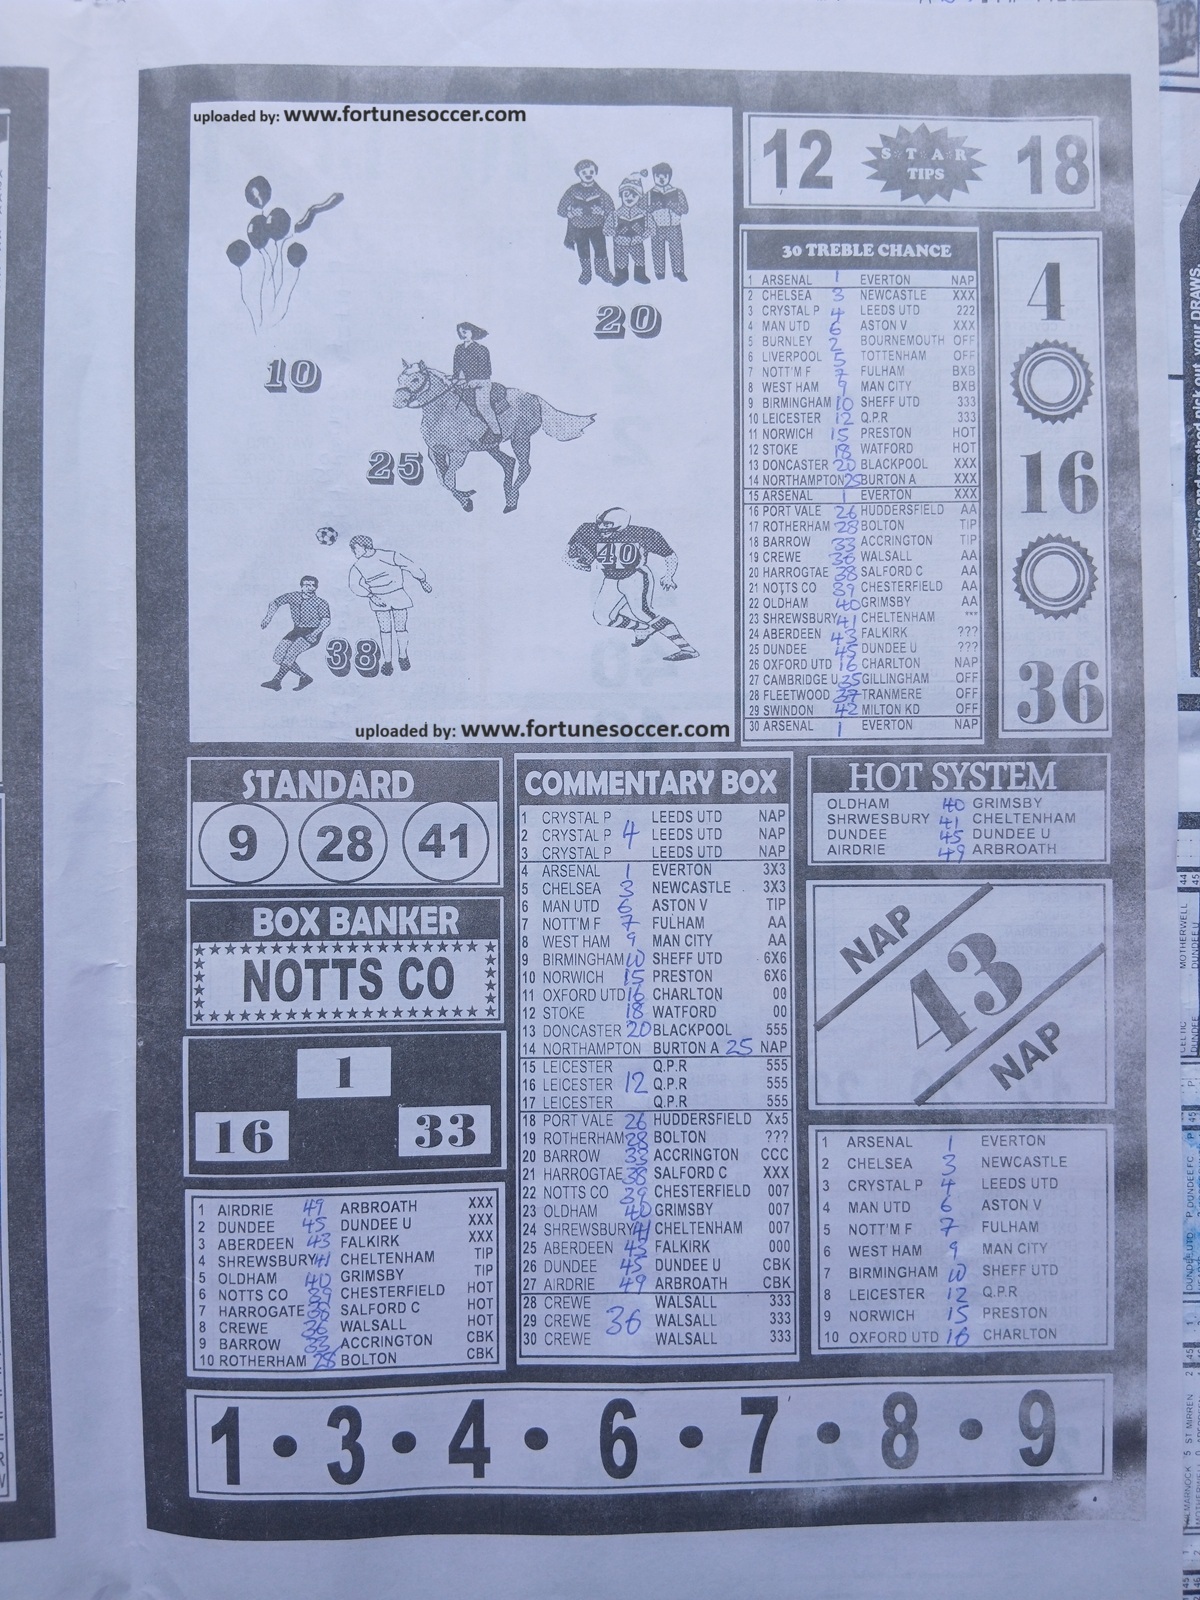 uploaded by: www.fortunesoccer.com
10
20
25
38
40
uploaded by: www.fortunesoccer.com
12 STAR TIPS 18
30 TREBLE CHANCE
1 ARSENAL 1 EVERTON NAP
2 CHELSEA 3 NEWCASTLE XXX
3 CRYSTAL P 4 LEEDS UTD 222
4 MAN UTD 6 ASTON V XXX
5 BURNLEY 2 BOURNEMOUTH OFF
6 LIVERPOOL 5 TOTTENHAM OFF
7 NOTT'M F 7 FULHAM BXB
8 WEST HAM 9 MAN CITY BXB
9 BIRMINGHAM 10 SHEFF UTD 333
10 LEICESTER 12 Q.P.R 333
11 NORWICH 15 PRESTON HOT
12 STOKE 18 WATFORD HOT
13 DONCASTER 20 BLACKPOOL XXX
14 NORTHAMPTON 25 BURTON A XXX
15 ARSENAL 1 EVERTON XXX
16 PORT VALE 26 HUDDERSFIELD AA
17 ROTHERHAM 28 BOLTON TIP
18 BARROW 33 ACCRINGTON TIP
19 CREWE 36 WALSALL AA
20 HARROGTAE 38 SALFORD C AA
21 NOTTS CO 39 CHESTERFIELD AA
22 OLDHAM 40 GRIMSBY AA
23 SHREWSBURY 41 CHELTENHAM ***
24 ABERDEEN 43 FALKIRK ???
25 DUNDEE 45 DUNDEE U ???
26 OXFORD UTD 16 CHARLTON NAP
27 CAMBRIDGE U 35 GILLINGHAM OFF
28 FLEETWOOD 37 TRANMERE OFF
29 SWINDON 42 MILTON KD OFF
30 ARSENAL 1 EVERTON NAP
4
16
36
STANDARD
9 28 41
BOX BANKER
NOTTS CO
1
16 33
1 AIRDRIE 49 ARBROATH XXX
2 DUNDEE 45 DUNDEE U XXX
3 ABERDEEN 43 FALKIRK XXX
4 SHREWSBURY 41 CHELTENHAM TIP
5 OLDHAM 40 GRIMSBY TIP
6 NOTTS CO 39 CHESTERFIELD HOT
7 HARROGATE 38 SALFORD C HOT
8 CREWE 36 WALSALL HOT
9 BARROW 33 ACCRINGTON CBK
10 ROTHERHAM 28 BOLTON CBK
COMMENTARY BOX
1 CRYSTAL P LEEDS UTD NAP
2 CRYSTAL P 4 LEEDS UTD NAP
3 CRYSTAL P LEEDS UTD NAP
4 ARSENAL 1 EVERTON 3X3
5 CHELSEA 3 NEWCASTLE 3X3
6 MAN UTD 6 ASTON V TIP
7 NOTT'M F 7 FULHAM AA
8 WEST HAM 9 MAN CITY AA
9 BIRMINGHAM 10 SHEFF UTD 6X6
10 NORWICH 15 PRESTON 6X6
11 OXFORD UTD 16 CHARLTON 00
12 STOKE 18 WATFORD 00
13 DONCASTER 20 BLACKPOOL 555
14 NORTHAMPTON BURTON A 25 NAP
15 LEICESTER Q.P.R 555
16 LEICESTER 12 Q.P.R 555
17 LEICESTER Q.P.R 555
18 PORT VALE 26 HUDDERSFIELD Xx5
19 ROTHERHAM 28 BOLTON ???
20 BARROW 33 ACCRINGTON CCC
21 HARROGTAE 38 SALFORD C XXX
22 NOTTS CO 39 CHESTERFIELD 007
23 OLDHAM 40 GRIMSBY 007
24 SHREWSBURY 41 CHELTENHAM 007
25 ABERDEEN 43 FALKIRK 000
26 DUNDEE 45 DUNDEE U CBK
27 AIRDRIE 49 ARBROATH CBK
28 CREWE WALSALL 333
29 CREWE 36 WALSALL 333
30 CREWE WALSALL 333
HOT SYSTEM
OLDHAM 40 GRIMSBY
SHRWESBURY 41 CHELTENHAM
DUNDEE 45 DUNDEE U
AIRDRIE 49 ARBROATH
NAP
43
NAP
1 ARSENAL 1 EVERTON
2 CHELSEA 3 NEWCASTLE
3 CRYSTAL P 4 LEEDS UTD
4 MAN UTD 6 ASTON V
5 NOTT'M F 7 FULHAM
6 WEST HAM 9 MAN CITY
7 BIRMINGHAM 10 SHEFF UTD
8 LEICESTER 12 Q.P.R
9 NORWICH 15 PRESTON
10 OXFORD UTD 16 CHARLTON
1 • 3 • 4 • 6 • 7 • 8 • 9